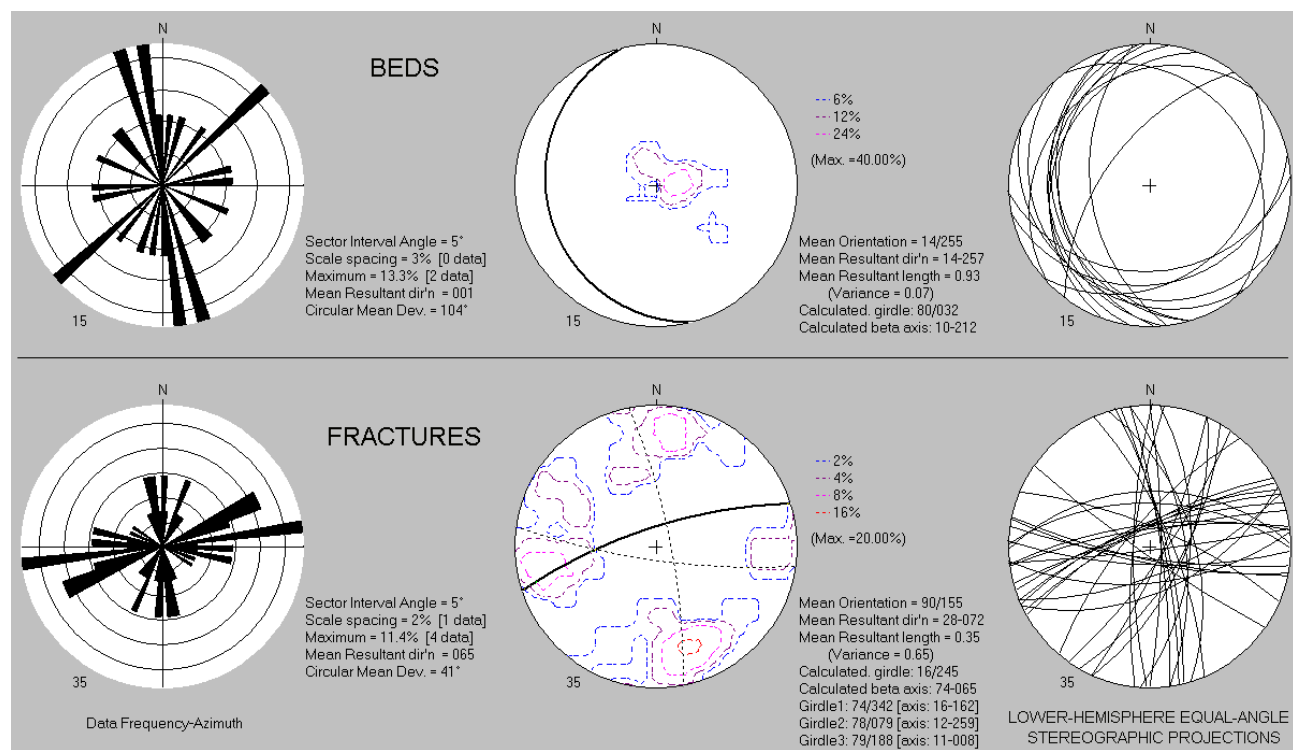 N
N
N
BEDS
6%
12%
24%
(Max. =40.00%)
Sector Interval Angle = 5°
Scale spacing = 3% [0 data]
Maximum = 13.3% [2 data]
Mean Resultant dir'n = 001
Circular Mean Dev. = 104°
Mean Orientation = 14/255
Mean Resultant dir'n = 14-257
Mean Resultant length = 0.93
(Variance = 0.07)
Calculated. girdle: 80/032
Calculated beta axis: 10-212
15
15
15
N
N
N
FRACTURES
2%
4%
8%
16%
(Max. =20.00%)
Sector Interval Angle = 5°
Scale spacing = 2% [1 data]
Maximum = 11.4% [4 data]
Mean Resultant dir'n = 065
Circular Mean Dev. = 41°
Mean Orientation = 90/155
Mean Resultant dir'n = 28-072
Mean Resultant length = 0.35
(Variance = 0.65)
Calculated. girdle: 16/245
Calculated beta axis: 74-065
Girdle1: 74/342 [axis: 16-162]
Girdle2: 78/079 [axis: 12-259]
Girdle3: 79/188 [axis: 11-008]
35
35
35
Data Frequency-Azimuth
LOWER-HEMISPHERE EQUAL-ANGLE
STEREOGRAPHIC PROJECTIONS